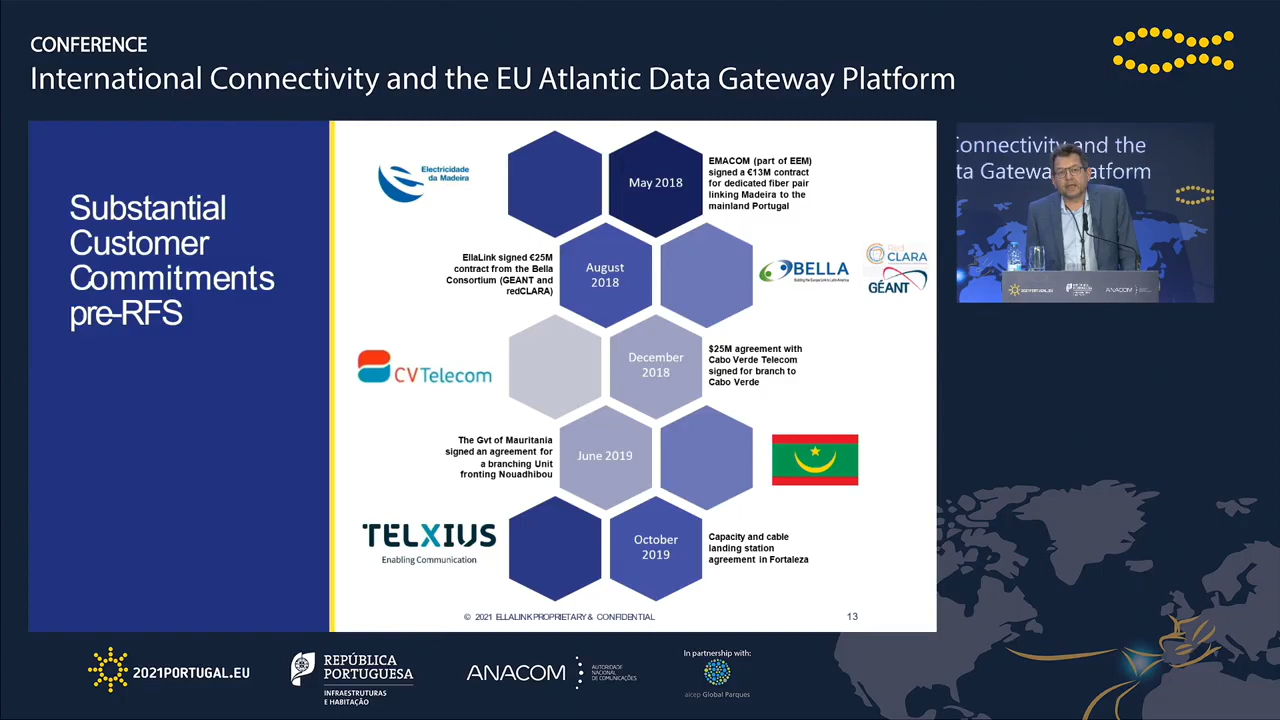 CONFERENCE
International Connectivity and the EU Atlantic Data Gateway Platform
Substantial
Customer
Commitments
pre-RFS
Electricidade
da Madeira
May 2018
EMACOM (part of EEM)
signed a €13M contract
for dedicated fiber pair
linking Madeira to the
mainland Portugal
EllaLink signed €25M
contract from the Bella
Consortium (GEANT and
redCLARA)
August
2018
BELLA
Building the Europe Link to Latin America
Red
CLARA
GÉANT
CVTelecom
December
2018
$25M agreement with
Cabo Verde Telecom
signed for branch to
Cabo Verde
The Gvt of Mauritania
signed an agreement for
a branching Unit
fronting Nouadhibou
June 2019
TELXIUS
Enabling Communication
October
2019
Capacity and cable
landing station
agreement in Fortaleza
© 2021 ELLALINK PROPRIETARY & CONFIDENTIAL
13
Connectivity and the
ata Gateway Platform
2021PORTUGAL.EU
ANACOM
2021PORTUGAL.EU
REPÚBLICA
PORTUGUESA
INFRAESTRUTURAS
E HABITAÇÃO
ANACOM
AUTORIDADE
NACIONAL
DE COMUNICAÇÕES
In partnership with:
aicep Global Parques